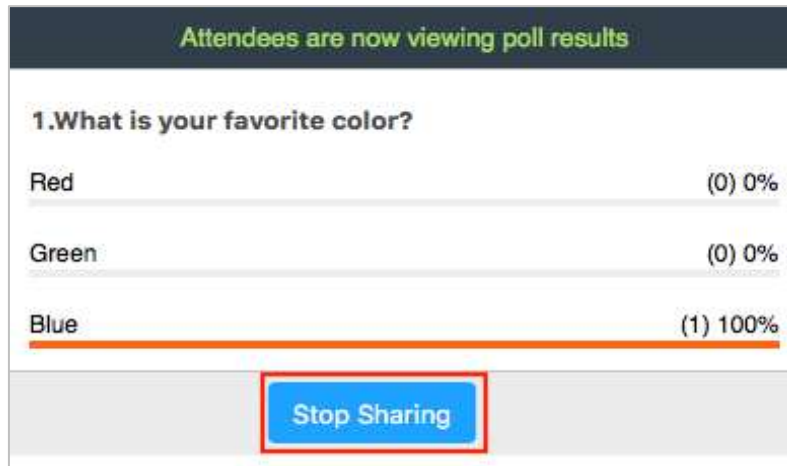 Attendees are now viewing poll results
1.What is your favorite color?
Red (0) 0%
Green (0) 0%
Blue (1) 100%
Stop Sharing